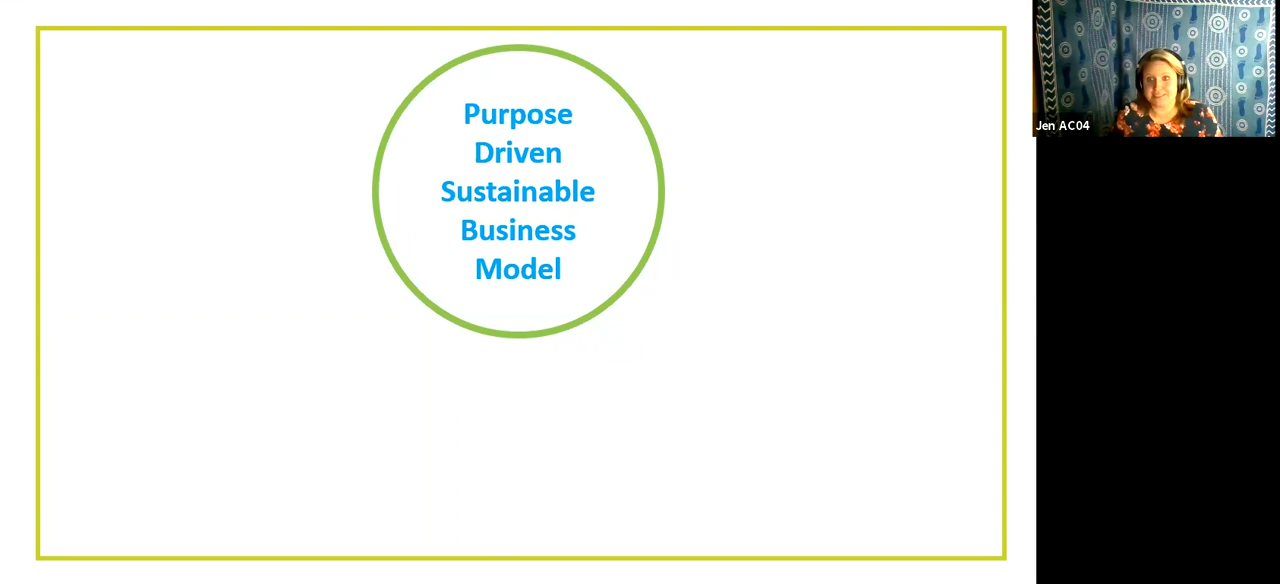 Purpose
Driven
Sustainable
Business
Model
Jen AC04